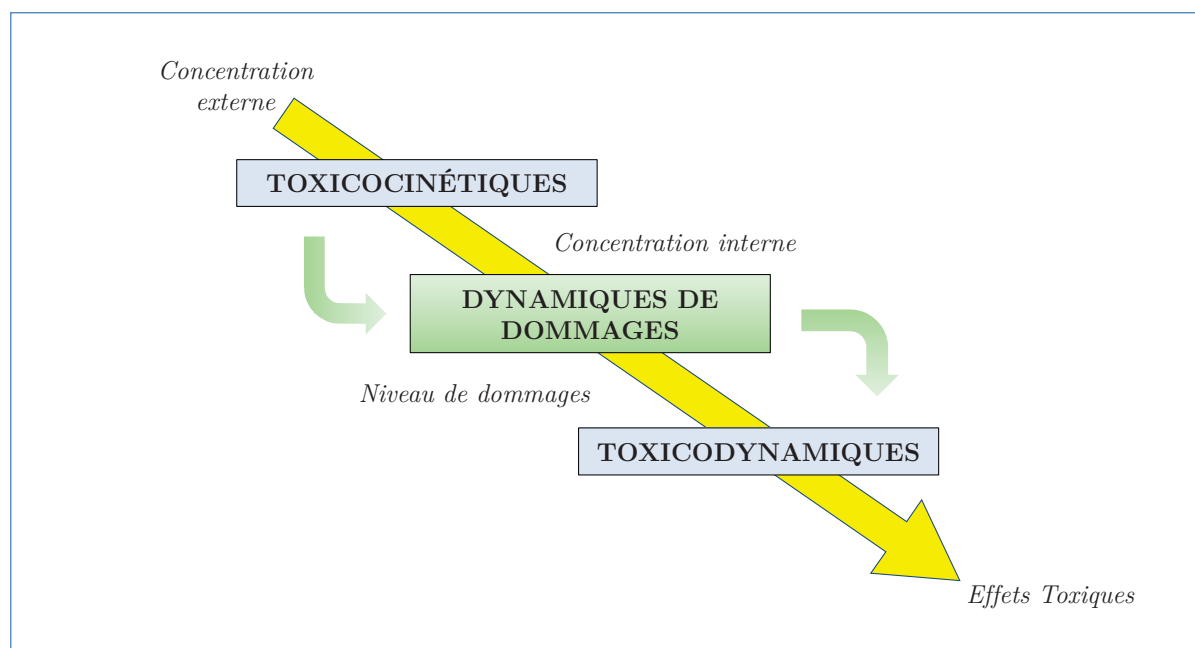 Concentration
externe
TOXICOCINÉTIQUES
Concentration interne
DYNAMIQUES DE
DOMMAGES
Niveau de dommages
TOXICODYNAMIQUES
Effets Toxiques